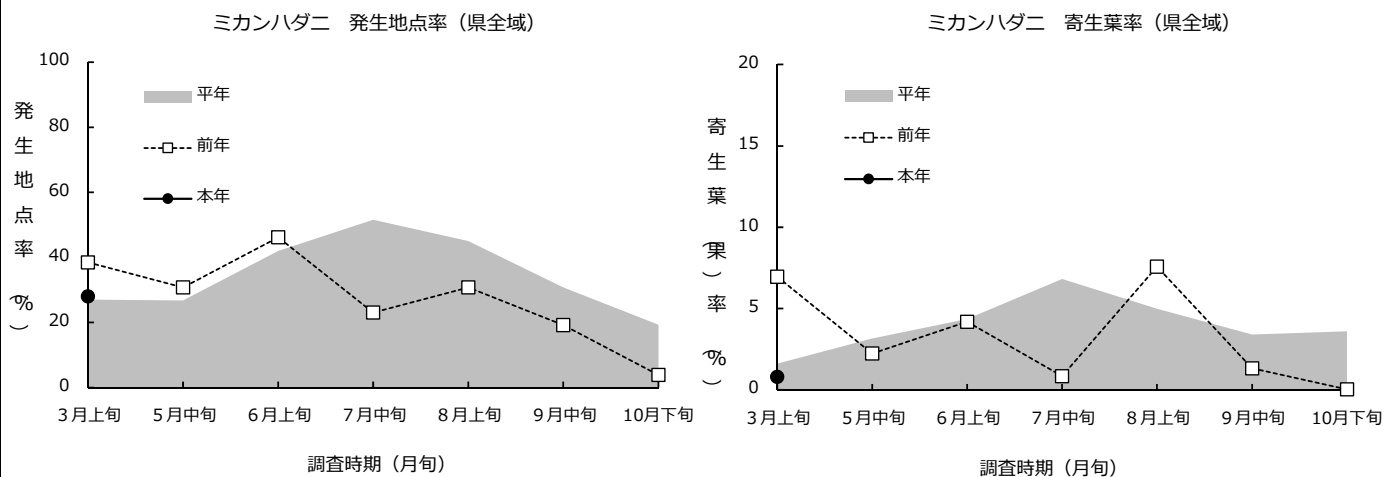 ミカンハダニ 発生地点率（県全域）
発生地点率（%）
100
80
60
40
20
0
平年
前年
本年
3月上旬 5月中旬 6月上旬 7月中旬 8月上旬 9月中旬 10月下旬
調査時期（月旬）
ミカンハダニ 寄生葉率（県全域）
寄生葉（果）率（%）
20
15
10
5
0
平年
前年
本年
3月上旬 5月中旬 6月上旬 7月中旬 8月上旬 9月中旬 10月下旬
調査時期（月旬）